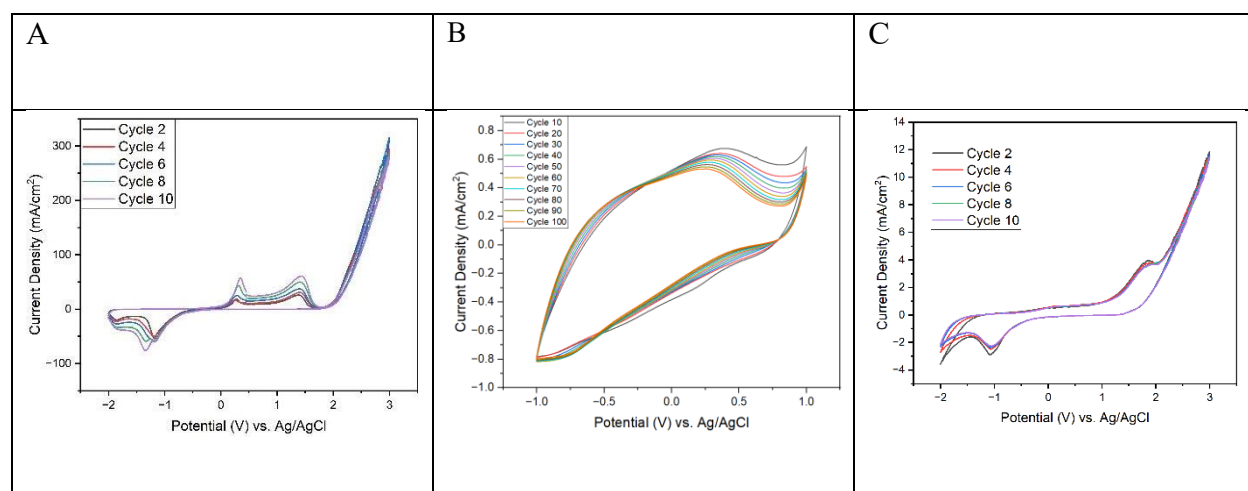 A
B
C
Cycle 2
Cycle 4
Cycle 6
Cycle 8
Cycle 10
300
250
200
150
100
50
0
−50
−100
−2
−1
0
1
2
3
Current Density (mA/cm²)
Potential (V) vs. Ag/AgCl
Cycle 10
Cycle 20
Cycle 30
Cycle 40
Cycle 50
Cycle 60
Cycle 70
Cycle 80
Cycle 90
Cycle 100
0.8
0.6
0.4
0.2
0.0
−0.2
−0.4
−0.6
−0.8
−1.0
−1.0
−0.5
0.0
0.5
1.0
Current Density (mA/cm²)
Potential (V) vs. Ag/AgCl
Cycle 2
Cycle 4
Cycle 6
Cycle 8
Cycle 10
14
12
10
8
6
4
2
0
−2
−4
−2
−1
0
1
2
3
Current Density (mA/cm²)
Potential (V) vs. Ag/AgCl